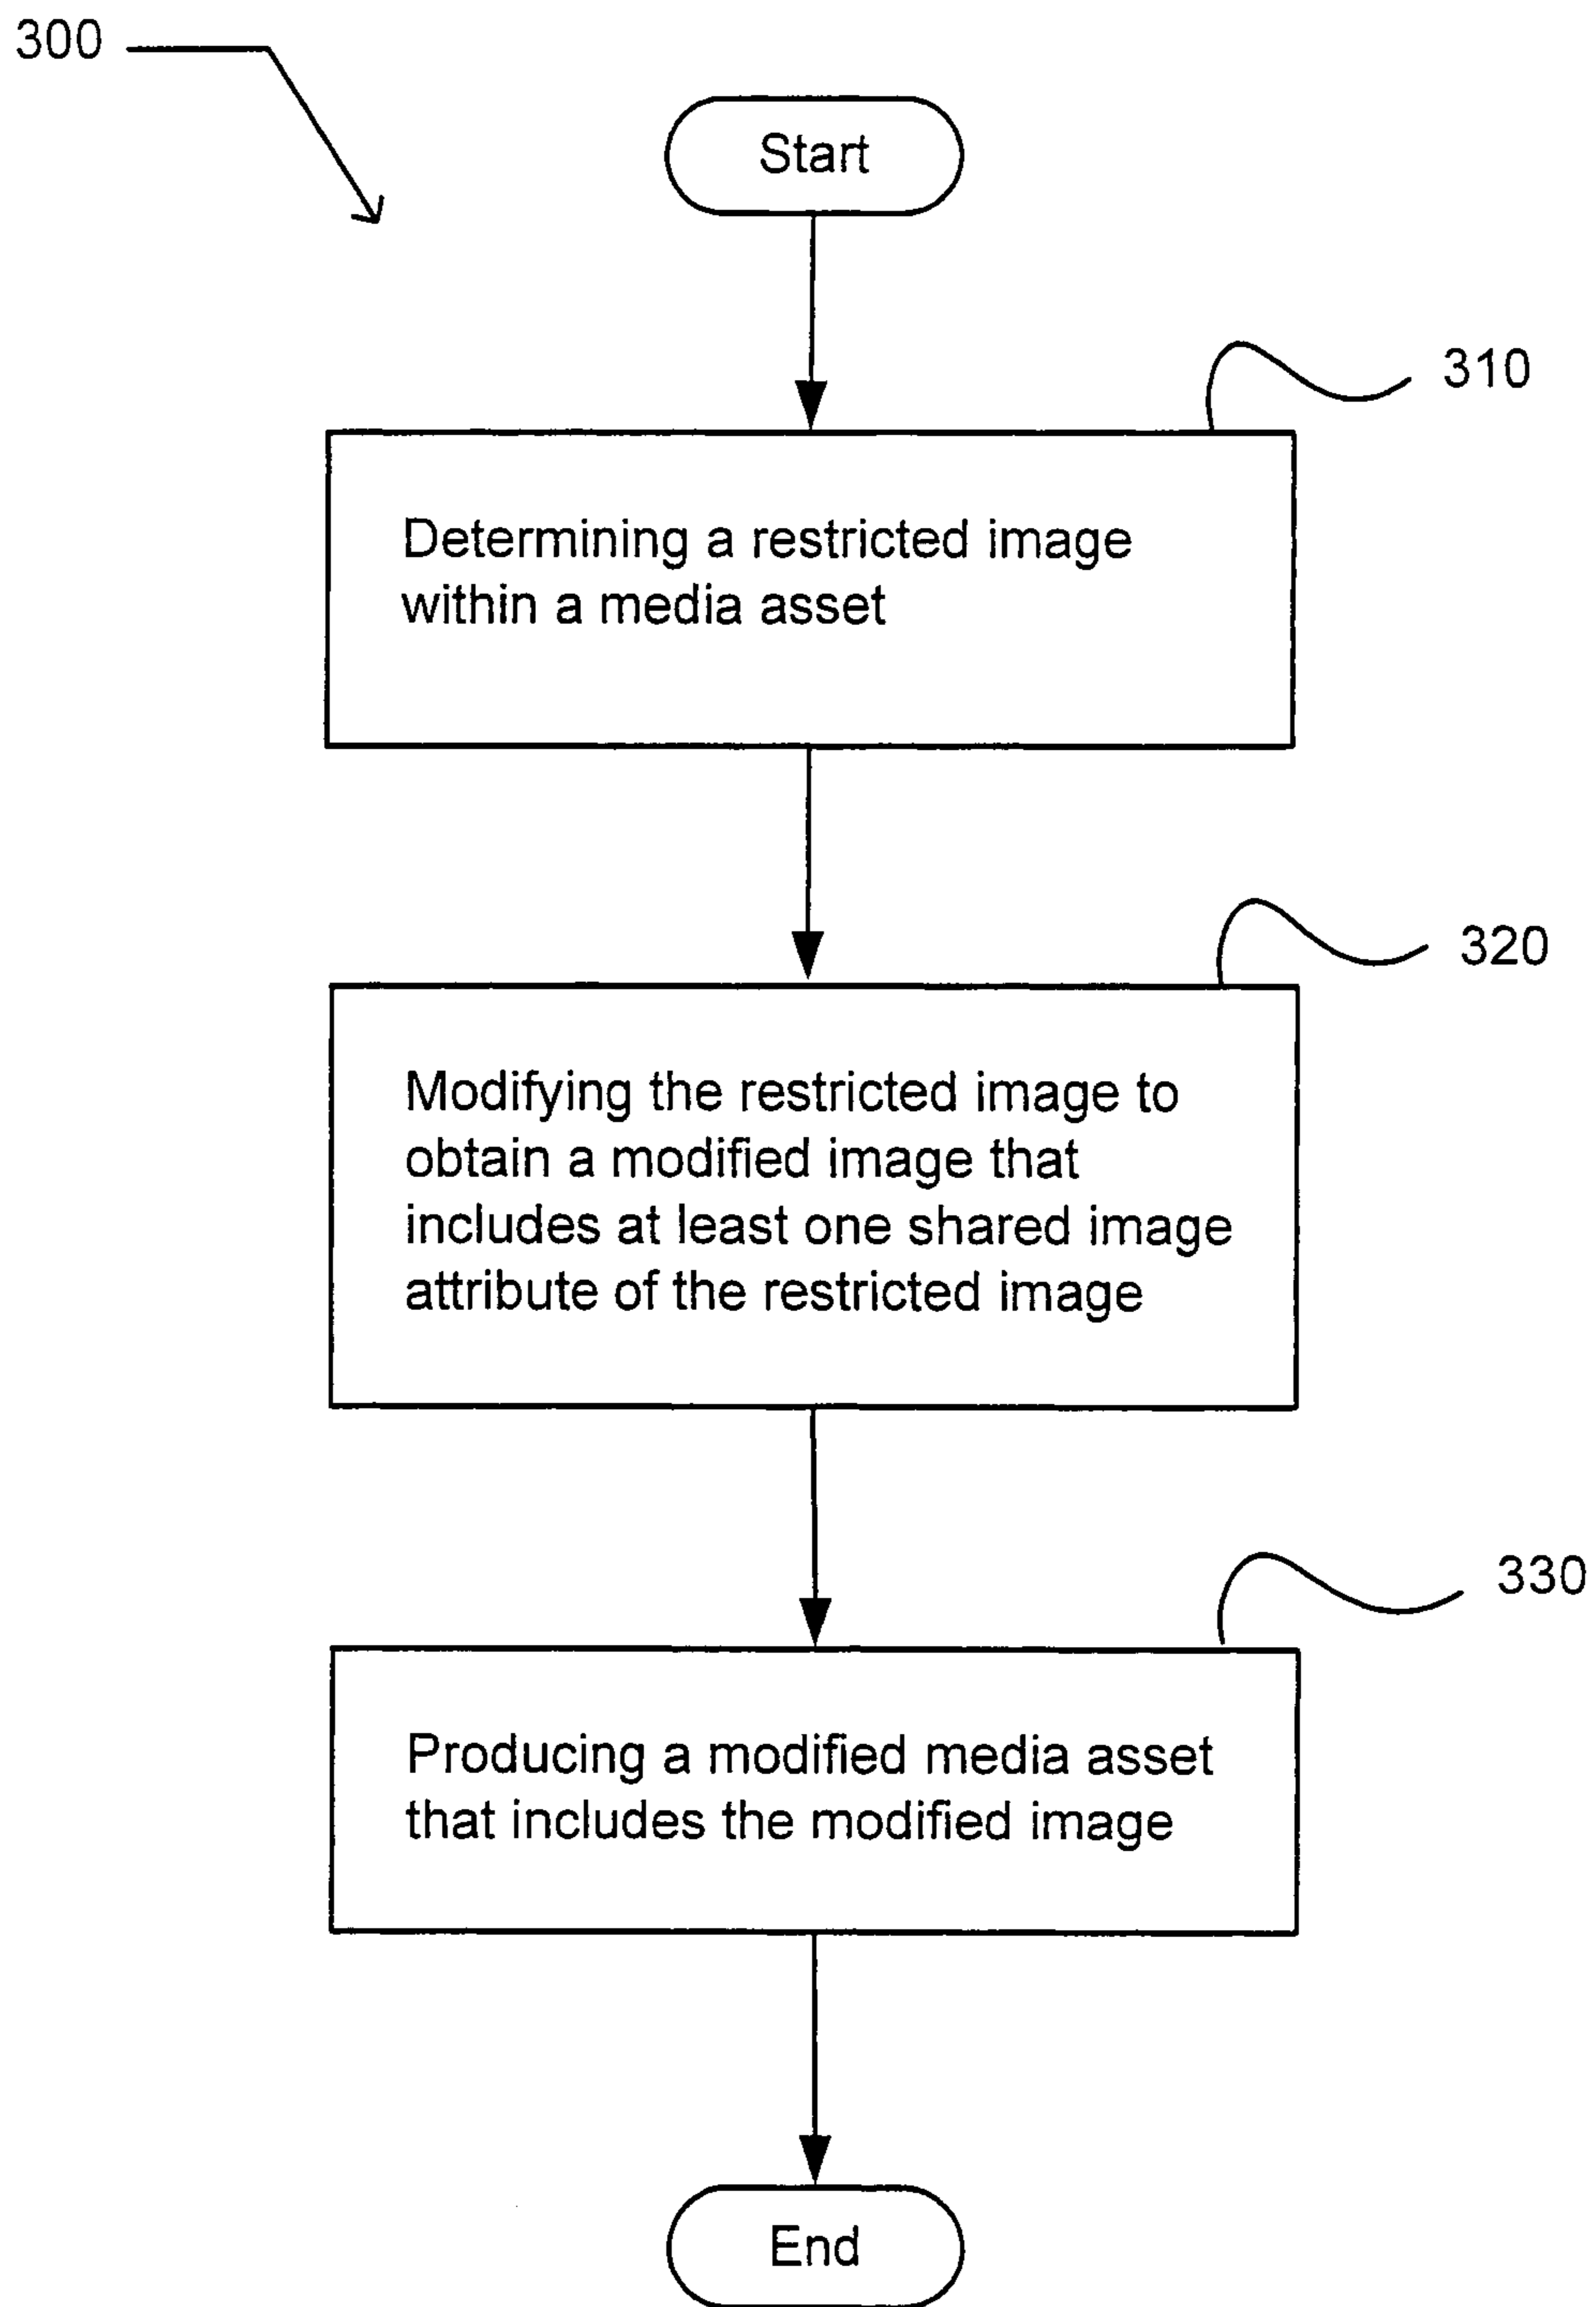 300
Start
310
Determining a restricted image
within a media asset
320
Modifying the restricted image to
obtain a modified image that
includes at least one shared image
attribute of the restricted image
330
Producing a modified media asset
that includes the modified image
End